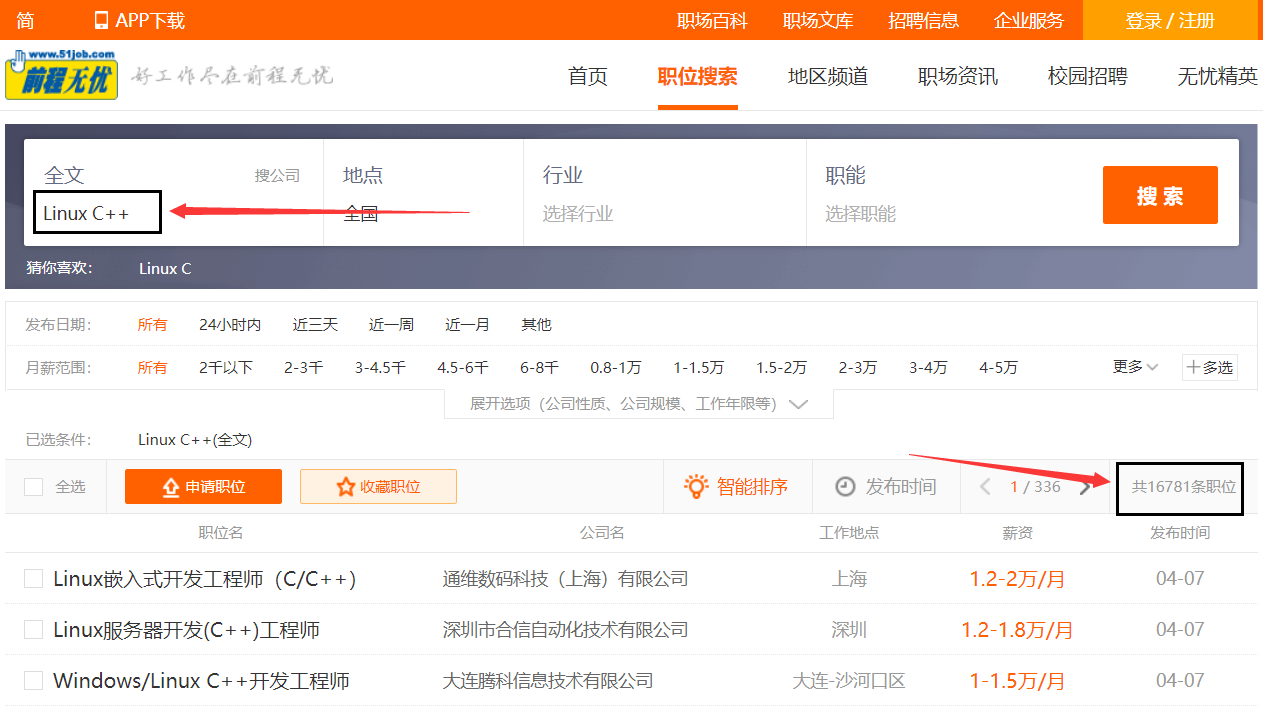 简 APP下载 职场百科 职场文库 招聘信息 企业服务 登录 / 注册
www.51job.com
前程无忧 好工作尽在前程无忧 首页 职位搜索 地区频道 职场资讯 校园招聘 无忧精英
全文 搜公司 地点 行业 职能
Linux C++ 全国 选择行业 选择职能 搜 索
猜你喜欢： Linux C
发布日期： 所有 24小时内 近三天 近一周 近一月 其他
月薪范围： 所有 2千以下 2-3千 3-4.5千 4.5-6千 6-8千 0.8-1万 1-1.5万 1.5-2万 2-3万 3-4万 4-5万 更多 多选
展开选项（公司性质、公司规模、工作年限等）
已选条件： Linux C++(全文)
全选 申请职位 收藏职位 智能排序 发布时间 1 / 336 共16781条职位
职位名 公司名 工作地点 薪资 发布时间
Linux嵌入式开发工程师（C/C++) 通维数码科技（上海）有限公司 上海 1.2-2万/月 04-07
Linux服务器开发(C++)工程师 深圳市合信自动化技术有限公司 深圳 1.2-1.8万/月 04-07
Windows/Linux C++开发工程师 大连腾科信息技术有限公司 大连-沙河口区 1-1.5万/月 04-07